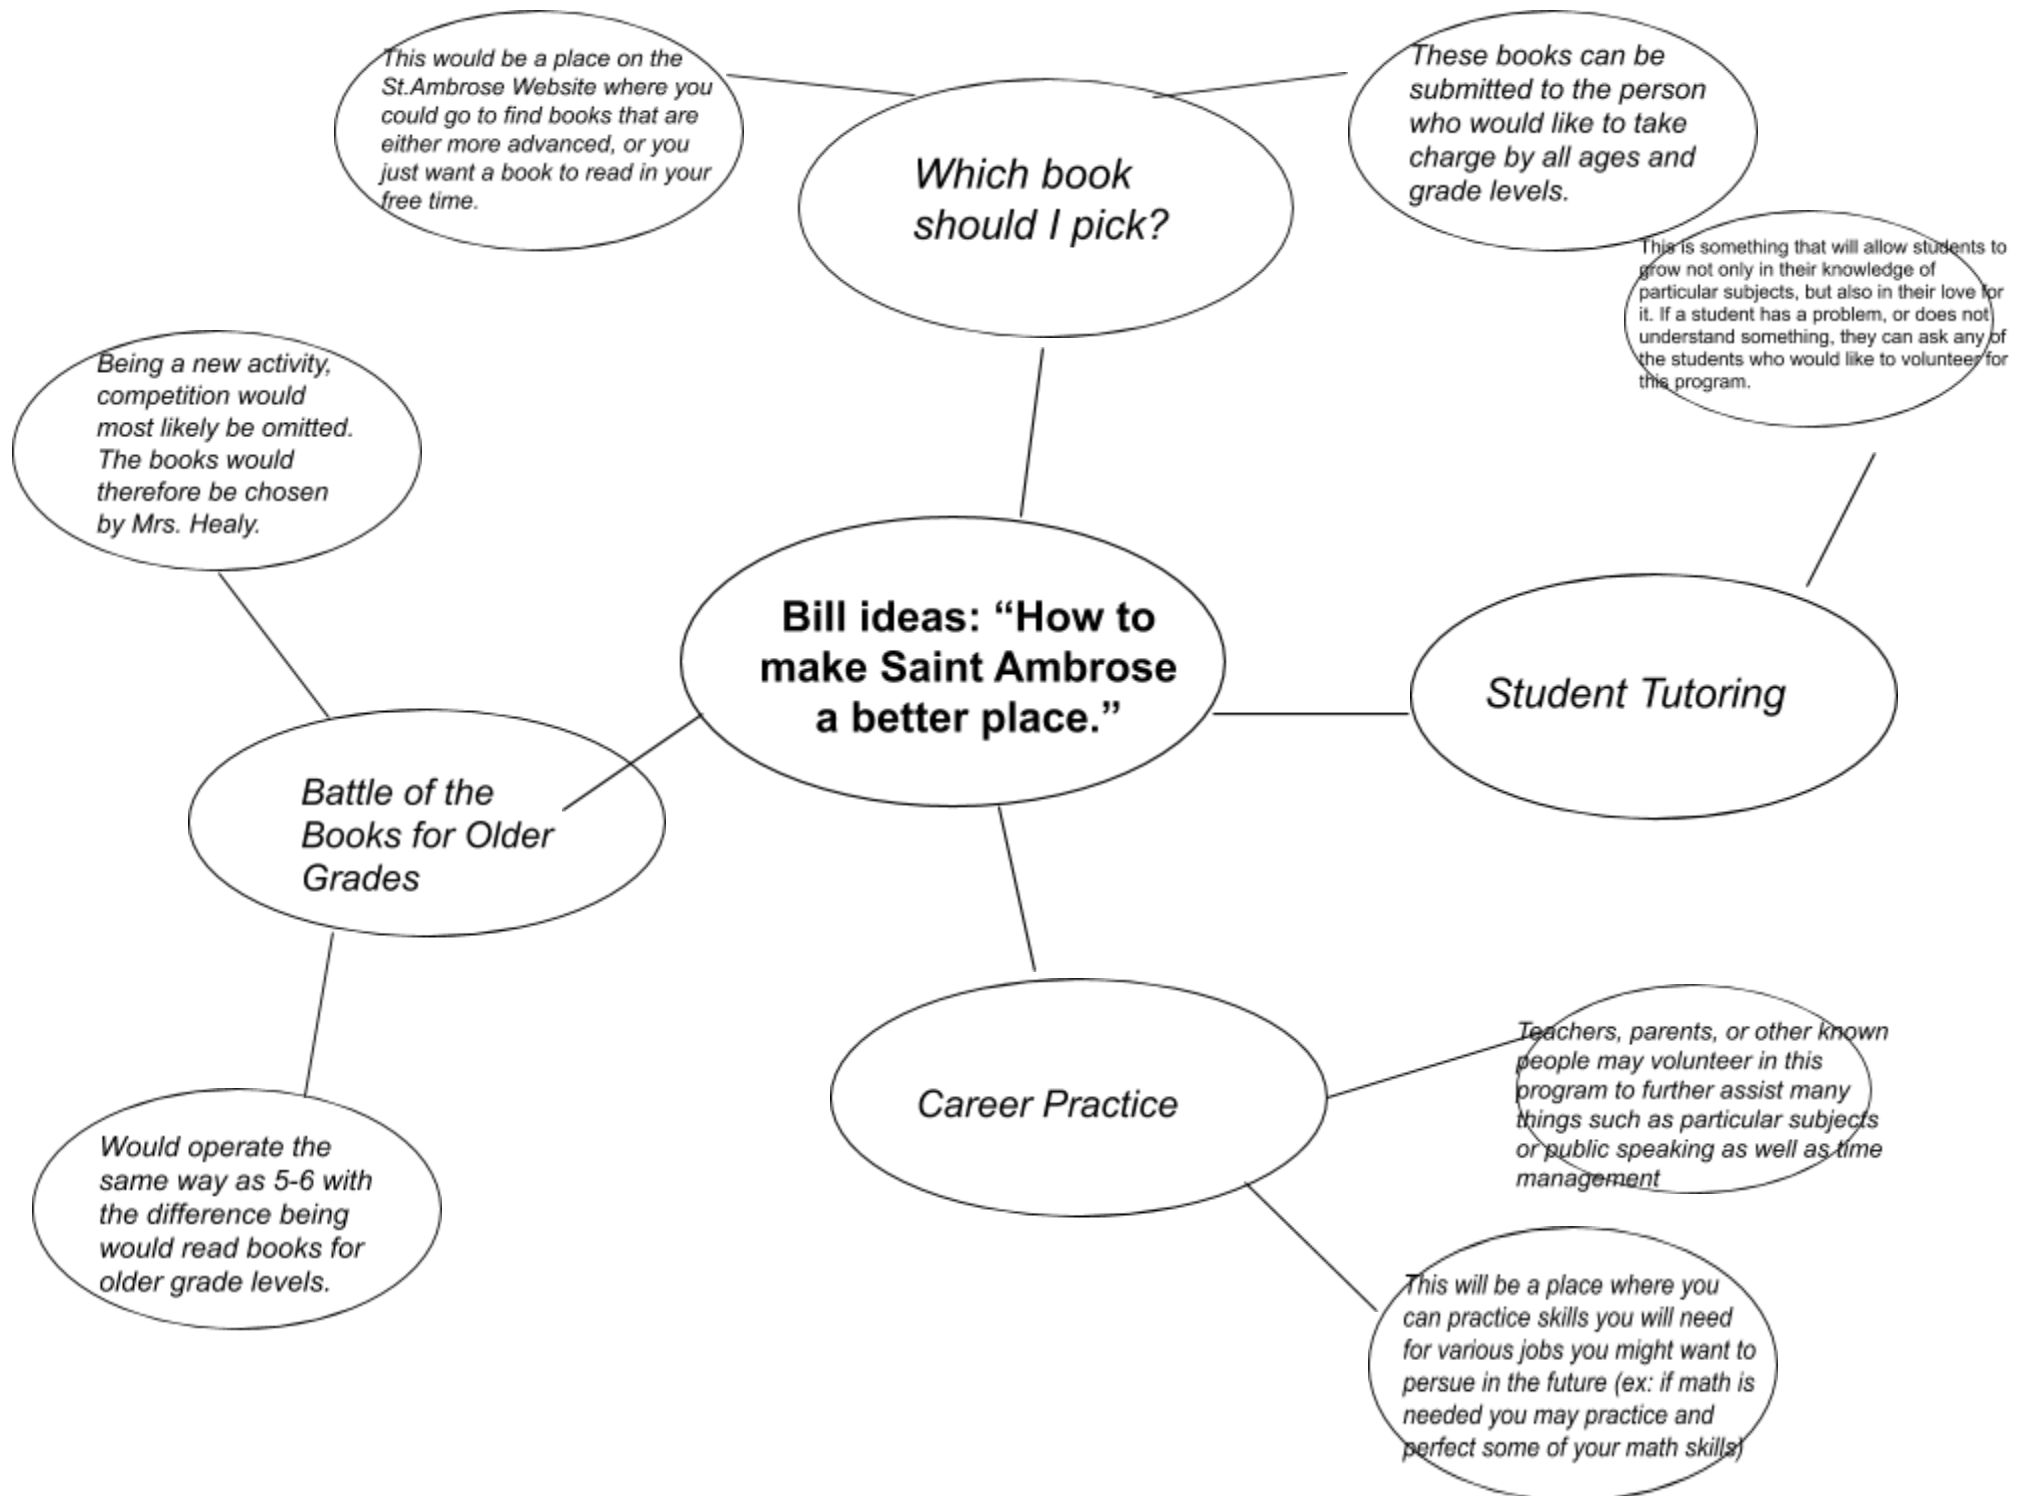 This would be a place on the
St.Ambrose Website where you
could go to find books that are
either more advanced, or you
just want a book to read in your
free time.
Which book
should I pick?
These books can be
submitted to the person
who would like to take
charge by all ages and
grade levels.
This is something that will allow students to
grow not only in their knowledge of
particular subjects, but also in their love for
it. If a student has a problem, or does not
understand something, they can ask any of
the students who would like to volunteer for
this program.
Being a new activity,
competition would
most likely be omitted.
The books would
therefore be chosen
by Mrs. Healy.
Bill ideas: “How to
make Saint Ambrose
a better place.”
Student Tutoring
Battle of the
Books for Older
Grades
Career Practice
Teachers, parents, or other known
people may volunteer in this
program to further assist many
things such as particular subjects
or public speaking as well as time
management
Would operate the
same way as 5-6 with
the difference being
would read books for
older grade levels.
This will be a place where you
can practice skills you will need
for various jobs you might want to
persue in the future (ex: if math is
needed you may practice and
perfect some of your math skills)